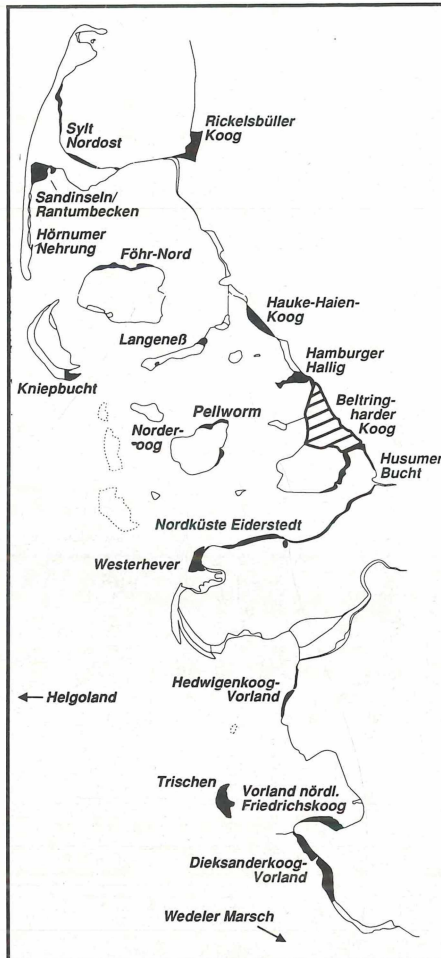 Sylt
Nordost
Rickelsbüller
Koog
Sandinseln/
Rantumbecken
Hörnumer
Nehrung
Föhr-Nord
Hauke-Haien-
Koog
Langeneß
Hamburger
Hallig
Kniepbucht
Beltring-
harder
Koog
Pellworm
Norder-
oog
Husumer
Bucht
Nordküste Eiderstedt
Westerhever
Hedwigenkoog-
Vorland
Helgoland
Trischen
Vorland nördl.
Friedrichskoog
Dieksanderkoog-
Vorland
Wedeler Marsch